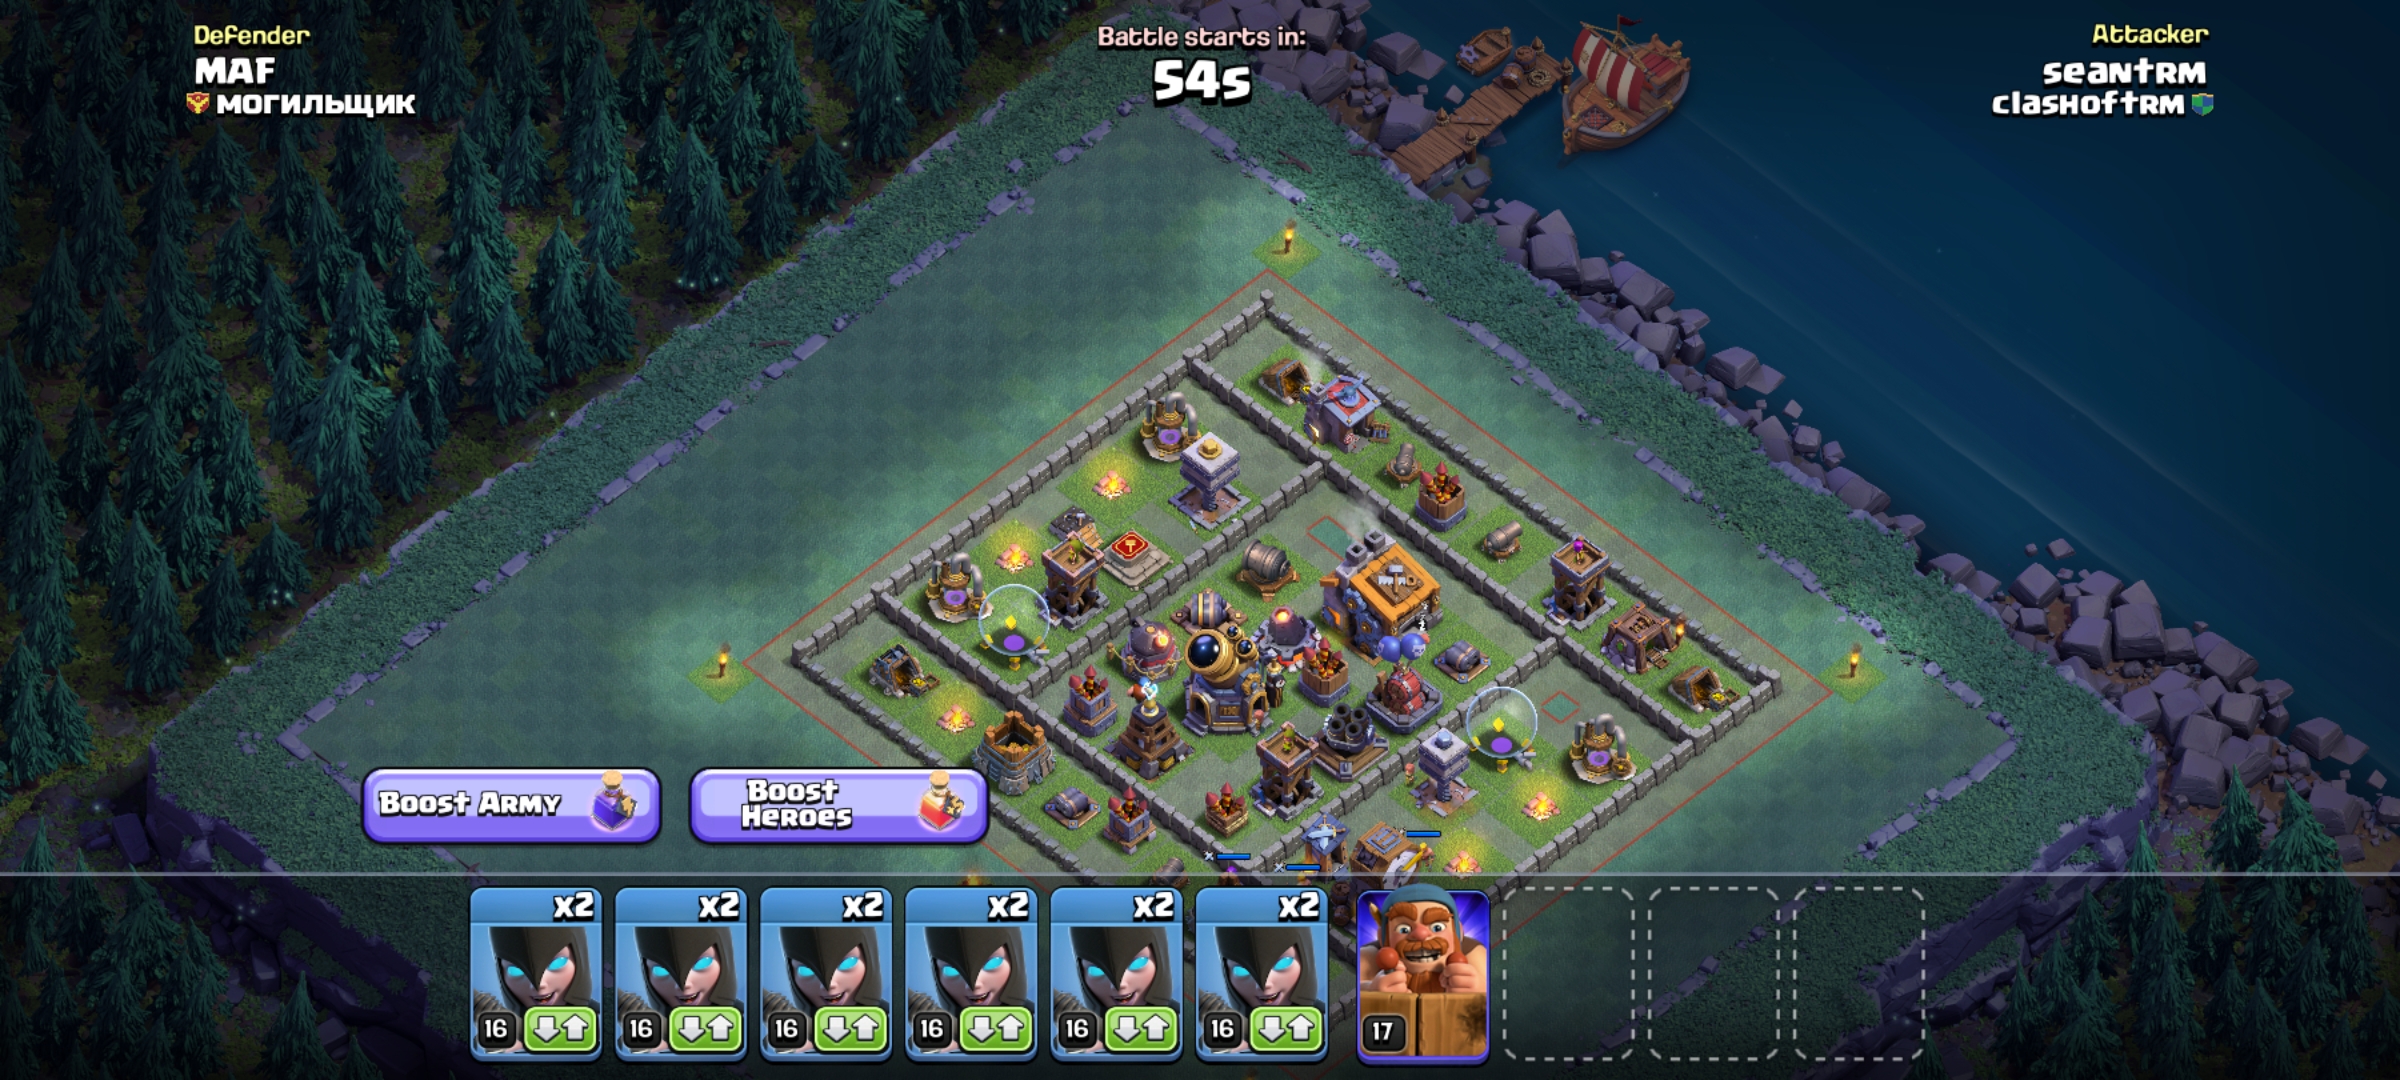 Defender
MAF
МОГИЛЬЩИК
Battle starts in:
54s
Attacker
seantRM
clashoftRM
Boost Army
Boost
Heroes
x2
x2
x2
x2
x2
x2
16
16
16
16
16
16
17